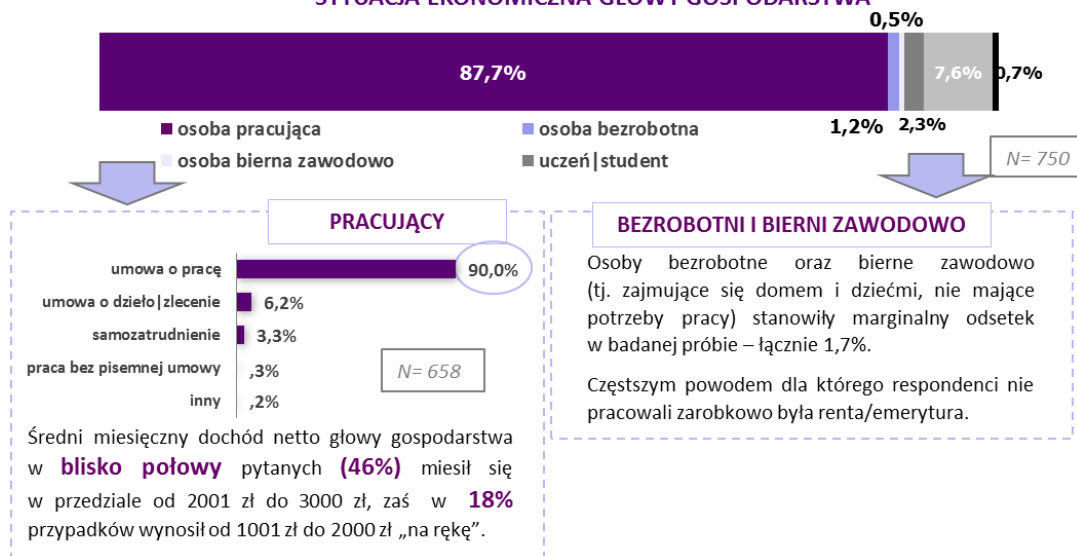 SYTUACJA EKONOMICZNA GŁOWY GOSPODARSTWA
0,5%
87,7%
7,6%
0,7%
1,2%
2,3%
osoba pracująca
osoba bezrobotna
osoba bierna zawodowo
uczeń|student
N= 750
PRACUJĄCY
umowa o pracę
90,0%
umowa o dzieło|zlecenie
6,2%
samozatrudnienie
3,3%
praca bez pisemnej umowy
,3%
inny
,2%
N= 658
Średni miesięczny dochód netto głowy gospodarstwa
w blisko połowy pytanych (46%) miesił się
w przedziale od 2001 zł do 3000 zł, zaś w 18%
przypadków wynosił od 1001 zł do 2000 zł „na rękę”.
BEZROBOTNI I BIERNI ZAWODOWO
Osoby bezrobotne oraz bierne zawodowo
(tj. zajmujące się domem i dziećmi, nie mające
potrzeby pracy) stanowiły marginalny odsetek
w badanej próbie – łącznie 1,7%.
Częstszym powodem dla którego respondenci nie
pracowali zarobkowo była renta/emerytura.